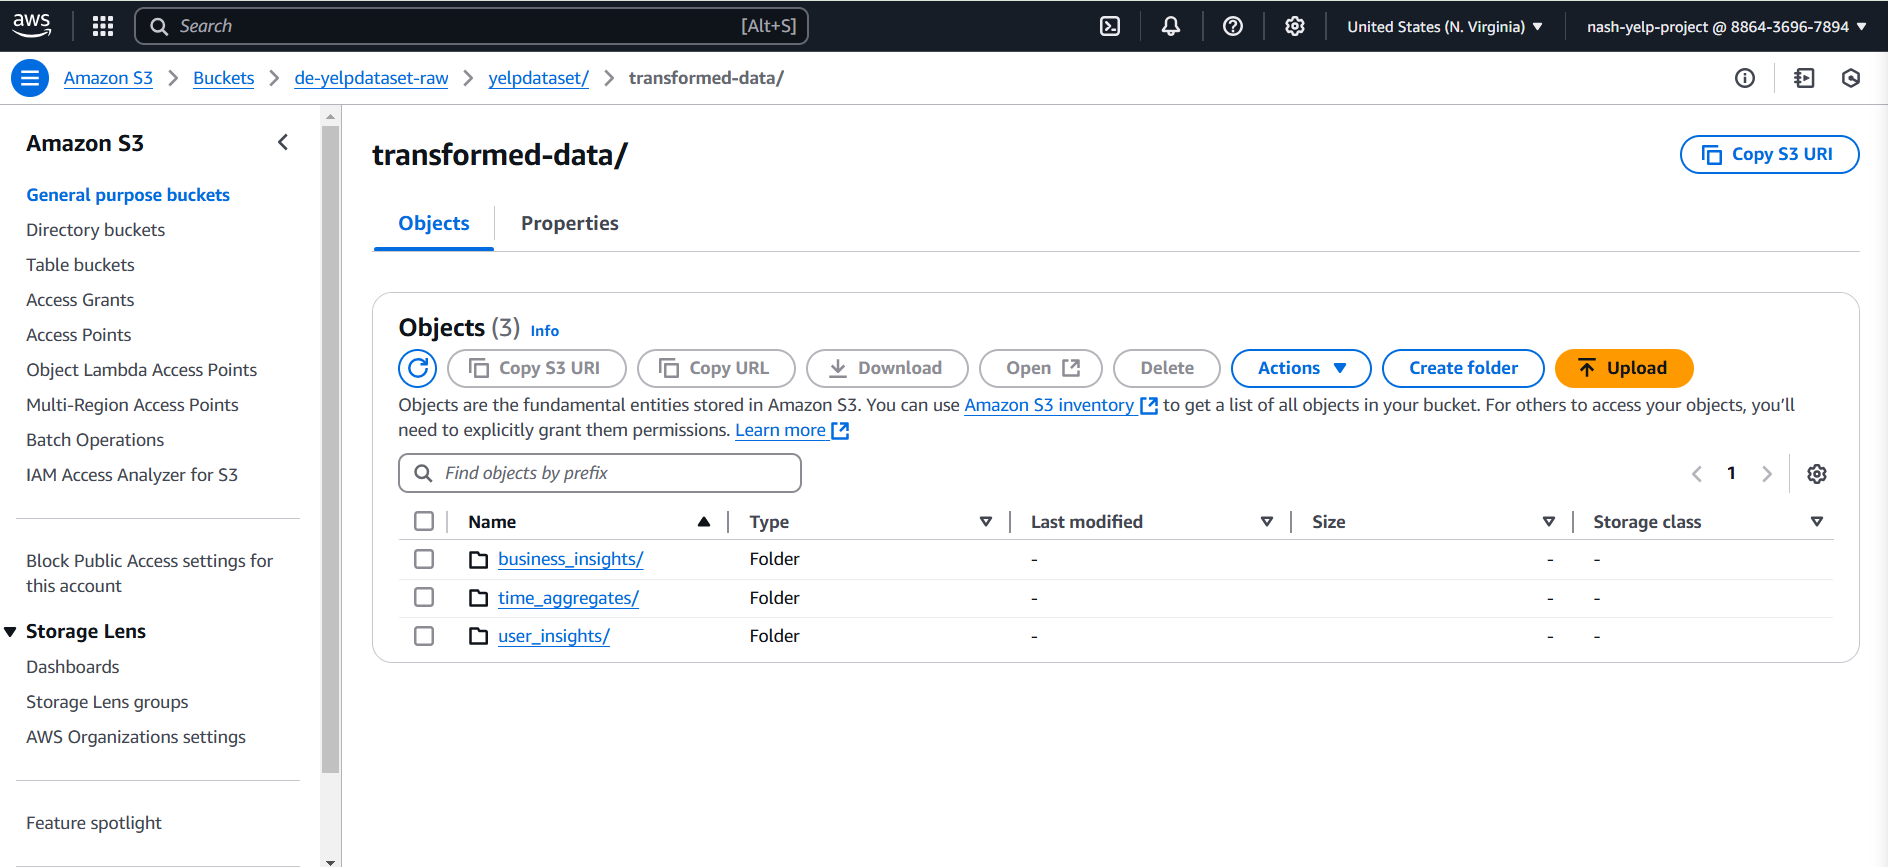 aws
Search [Alt+S]
United States (N. Virginia)
nash-yelp-project @ 8864-3696-7894
Amazon S3
Buckets
de-yelpdataset-raw
yelpdataset/
transformed-data/
Amazon S3
General purpose buckets
Directory buckets
Table buckets
Access Grants
Access Points
Object Lambda Access Points
Multi-Region Access Points
Batch Operations
IAM Access Analyzer for S3
Block Public Access settings for
this account
Storage Lens
Dashboards
Storage Lens groups
AWS Organizations settings
Feature spotlight
transformed-data/
Copy S3 URI
Objects
Properties
Objects (3) Info
Copy S3 URI
Copy URL
Download
Open
Delete
Actions
Create folder
Upload
Objects are the fundamental entities stored in Amazon S3. You can use Amazon S3 inventory to get a list of all objects in your bucket. For others to access your objects, you'll
need to explicitly grant them permissions. Learn more
Find objects by prefix
1
Name Type Last modified Size Storage class
business_insights/ Folder - - -
time_aggregates/ Folder - - -
user_insights/ Folder - - -